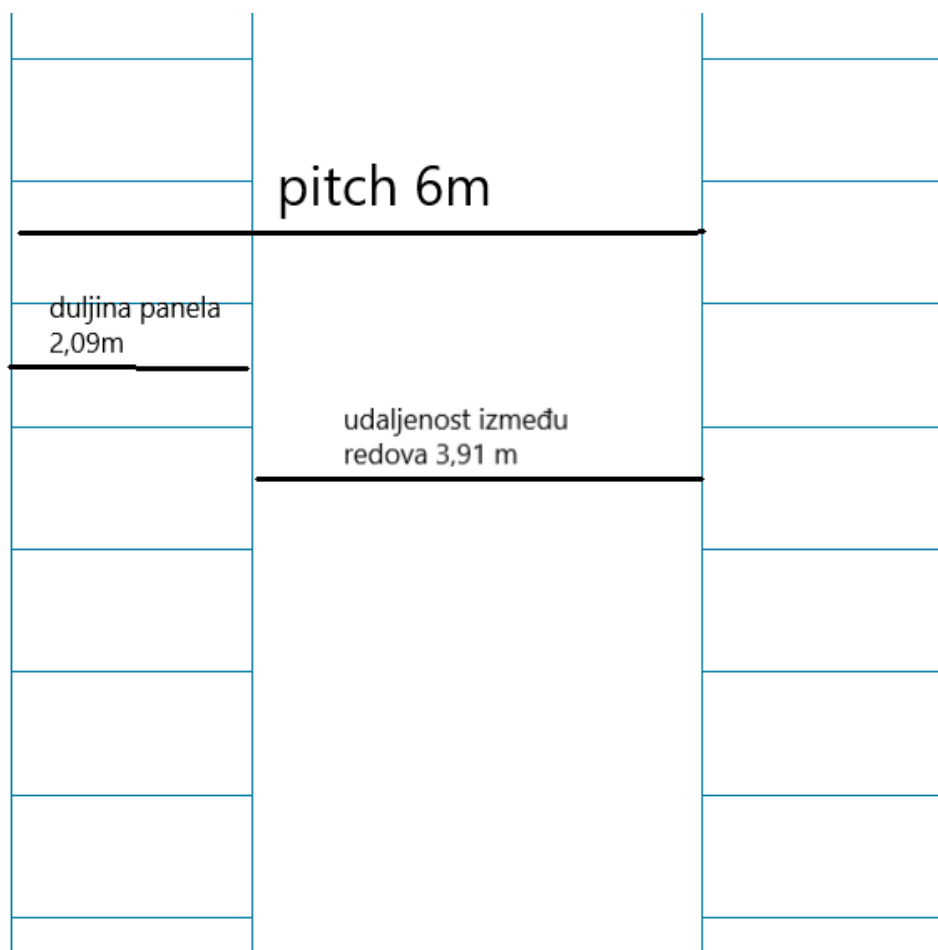 pitch 6m
duljina panela
2,09m
udaljenost između
redova 3,91 m